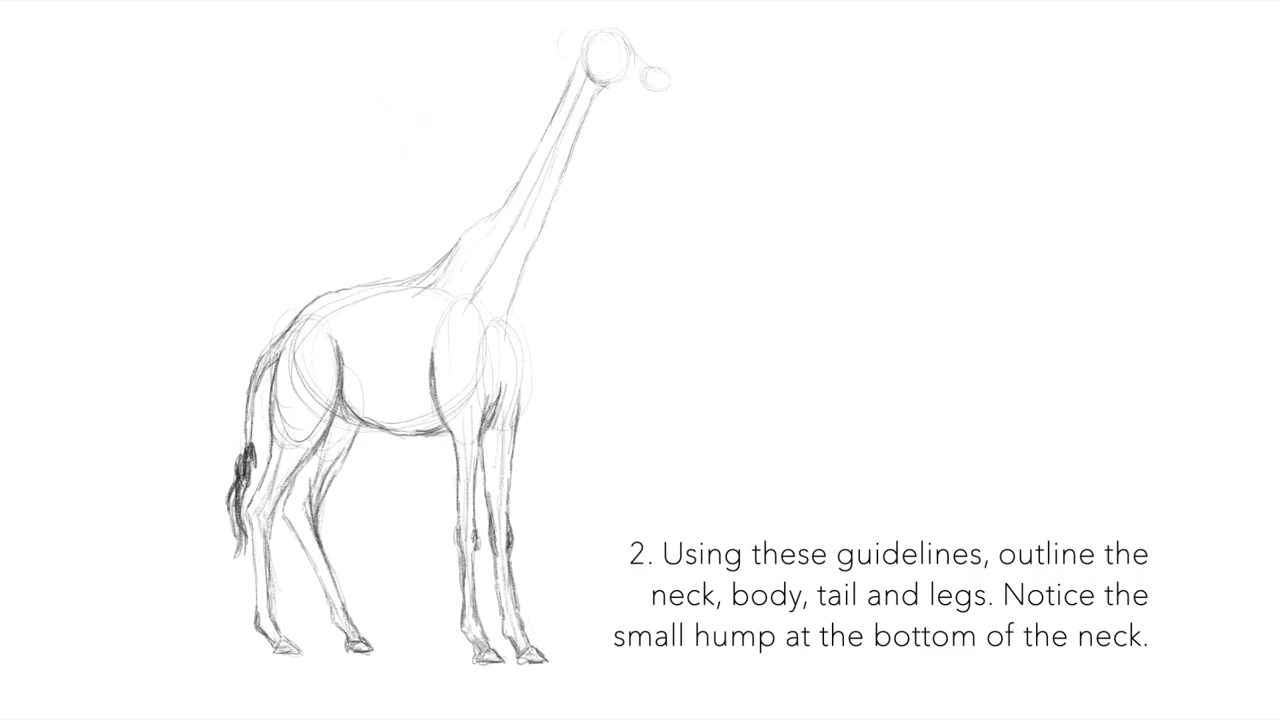 2. Using these guidelines, outline the
neck, body, tail and legs. Notice the
small hump at the bottom of the neck.